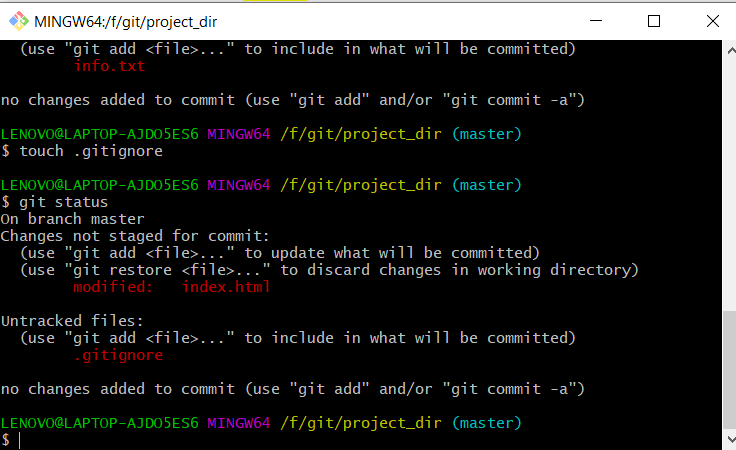 MINGW64:/f/git/project_dir
(use "git add <file>..." to include in what will be committed)
info.txt
no changes added to commit (use "git add" and/or "git commit -a")
LENOVO@LAPTOP-AJDO5ES6 MINGW64 /f/git/project_dir (master)
$ touch .gitignore
LENOVO@LAPTOP-AJDO5ES6 MINGW64 /f/git/project_dir (master)
$ git status
On branch master
Changes not staged for commit:
(use "git add <file>..." to update what will be committed)
(use "git restore <file>..." to discard changes in working directory)
modified:   index.html
Untracked files:
(use "git add <file>..." to include in what will be committed)
.gitignore
no changes added to commit (use "git add" and/or "git commit -a")
LENOVO@LAPTOP-AJDO5ES6 MINGW64 /f/git/project_dir (master)
$